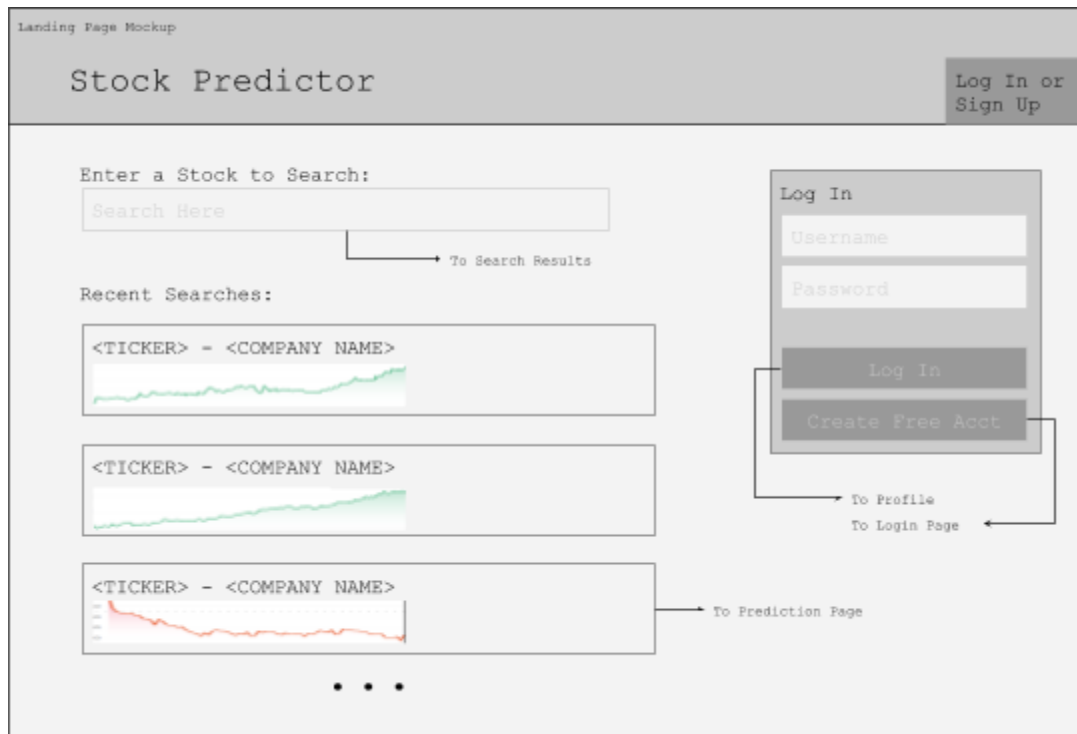 Landing Page Mockup
Stock Predictor
Log In or
Sign Up
Enter a Stock to Search:
Search Here
To Search Results
Recent Searches:
<TICKER> - <COMPANY NAME>
<TICKER> - <COMPANY NAME>
<TICKER> - <COMPANY NAME>
To Prediction Page
Log In
Username
Password
Log In
Create Free Acct
To Profile
To Login Page